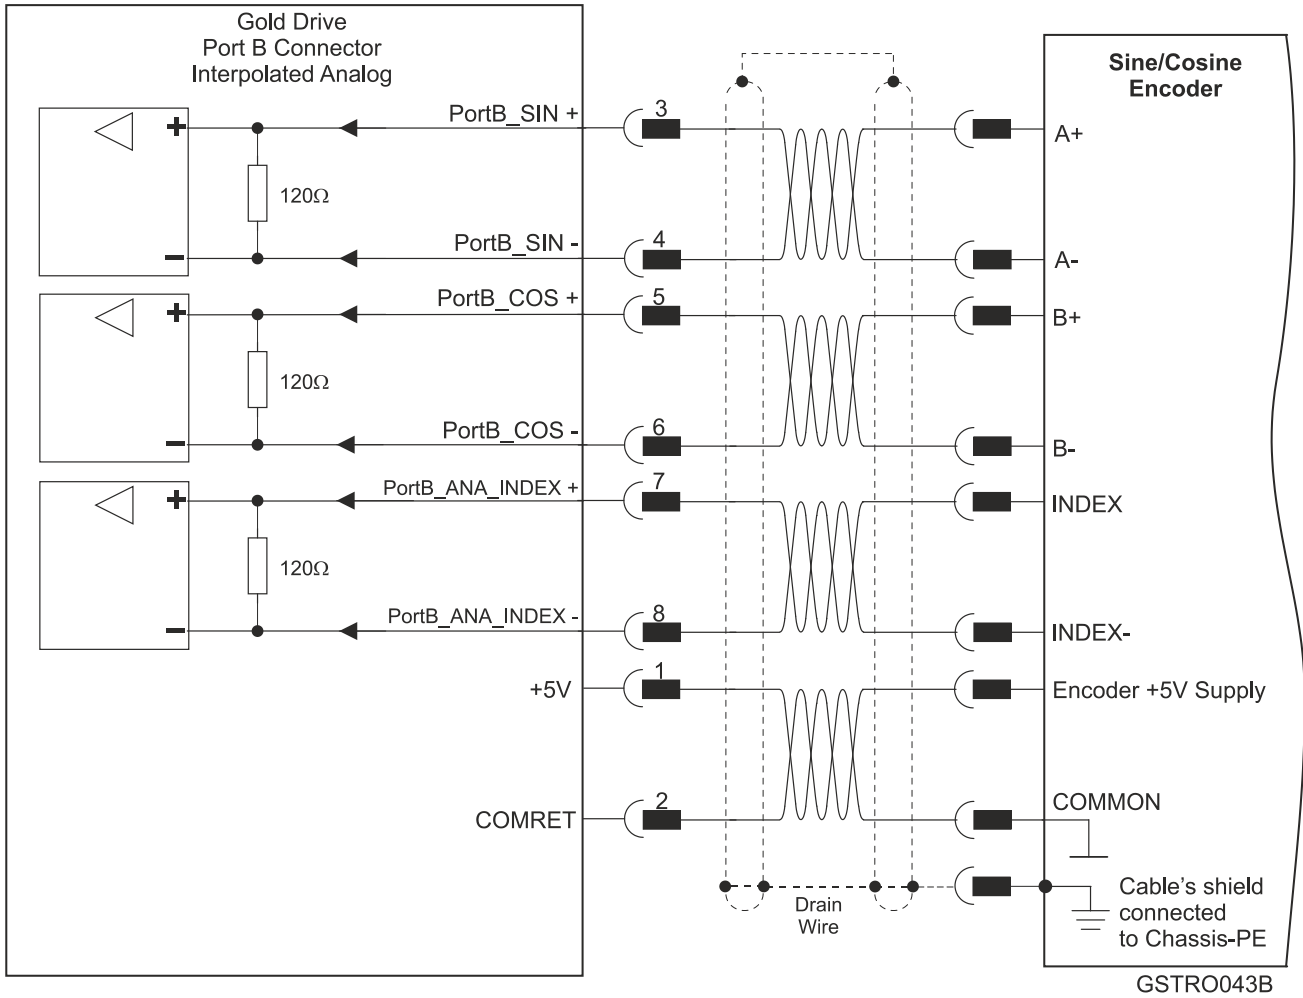 Gold Drive
Port B Connector
Interpolated Analog
Sine/Cosine
Encoder
PortB_SIN +
3
A+
120Ω
PortB_SIN -
4
A-
PortB_COS +
5
B+
120Ω
PortB_COS -
6
B-
PortB_ANA_INDEX +
7
INDEX
120Ω
PortB_ANA_INDEX -
8
INDEX-
+5V
1
Encoder +5V Supply
COMRET
2
COMMON
Drain
Wire
Cable's shield
connected
to Chassis-PE
GSTRO043B